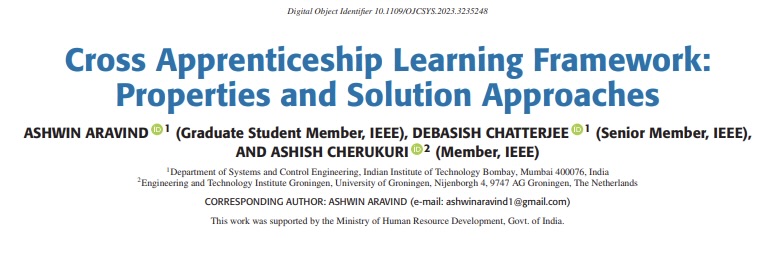 Digital Object Identifier 10.1109/OJCSYS.2023.3235248
Cross Apprenticeship Learning Framework:
Properties and Solution Approaches
ASHWIN ARAVIND 1 (Graduate Student Member, IEEE), DEBASISH CHATTERJEE 1 (Senior Member, IEEE),
AND ASHISH CHERUKURI 2 (Member, IEEE)
1Department of Systems and Control Engineering, Indian Institute of Technology Bombay, Mumbai 400076, India
2Engineering and Technology Institute Groningen, University of Groningen, Nijenborgh 4, 9747 AG Groningen, The Netherlands
CORRESPONDING AUTHOR: ASHWIN ARAVIND (e-mail: ashwinaravind1@gmail.com)
This work was supported by the Ministry of Human Resource Development, Govt. of India.